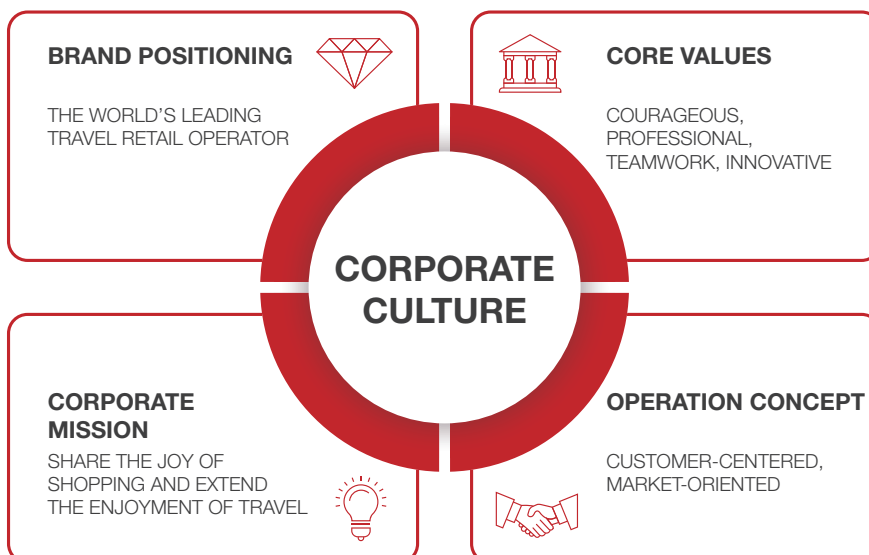 BRAND POSITIONING
THE WORLD'S LEADING
TRAVEL RETAIL OPERATOR
CORE VALUES
COURAGEOUS,
PROFESSIONAL,
TEAMWORK, INNOVATIVE
CORPORATE
CULTURE
CORPORATE
MISSION
SHARE THE JOY OF
SHOPPING AND EXTEND
THE ENJOYMENT OF TRAVEL
OPERATION CONCEPT
CUSTOMER-CENTERED,
MARKET-ORIENTED